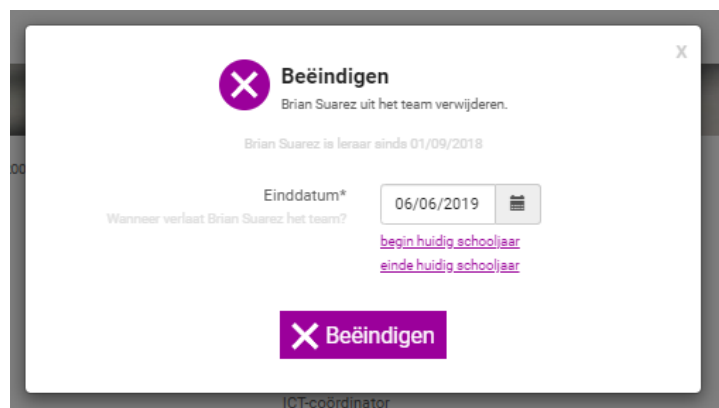 x
Beëindigen
Brian Suarez uit het team verwijderen.
Brian Suarez is leraar sinds 01/09/2018
Einddatum*
06/06/2019
Wanneer verlaat Brian Suarez het team?
begin huidig schooljaar
einde huidig schooljaar
Beëindigen
ICT-coördinator